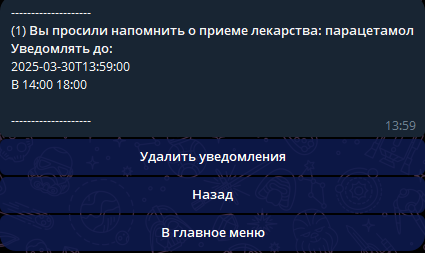 --------------------
(1) Вы просили напомнить о приеме лекарства: парацетамол
Уведомлять до:
2025-03-30T13:59:00
В 14:00 18:00
--------------------
13:59
Удалить уведомления
Назад
В главное меню